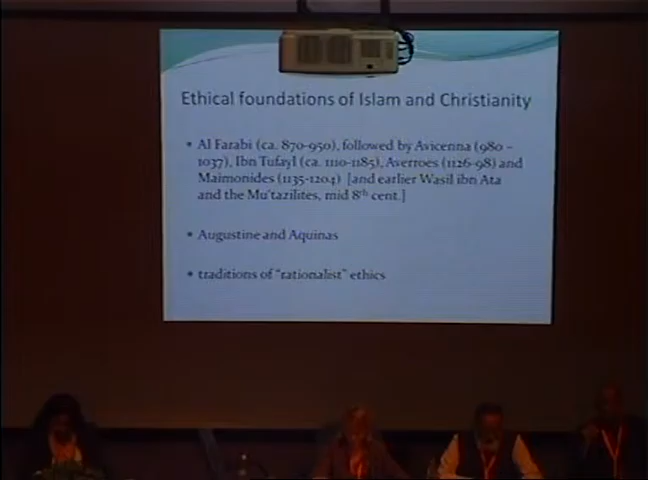 Ethical foundations of Islam and Christianity
• Al Farabi (ca. 870-950), followed by Avicenna (980 –
1037), Ibn Tufayl (ca. 1110-1185), Averroes (1126-98) and
Maimonides (1135-1204) [and earlier Wasil ibn Ata
and the Mu'tazilites, mid 8th cent.]
• Augustine and Aquinas
• traditions of "rationalist" ethics